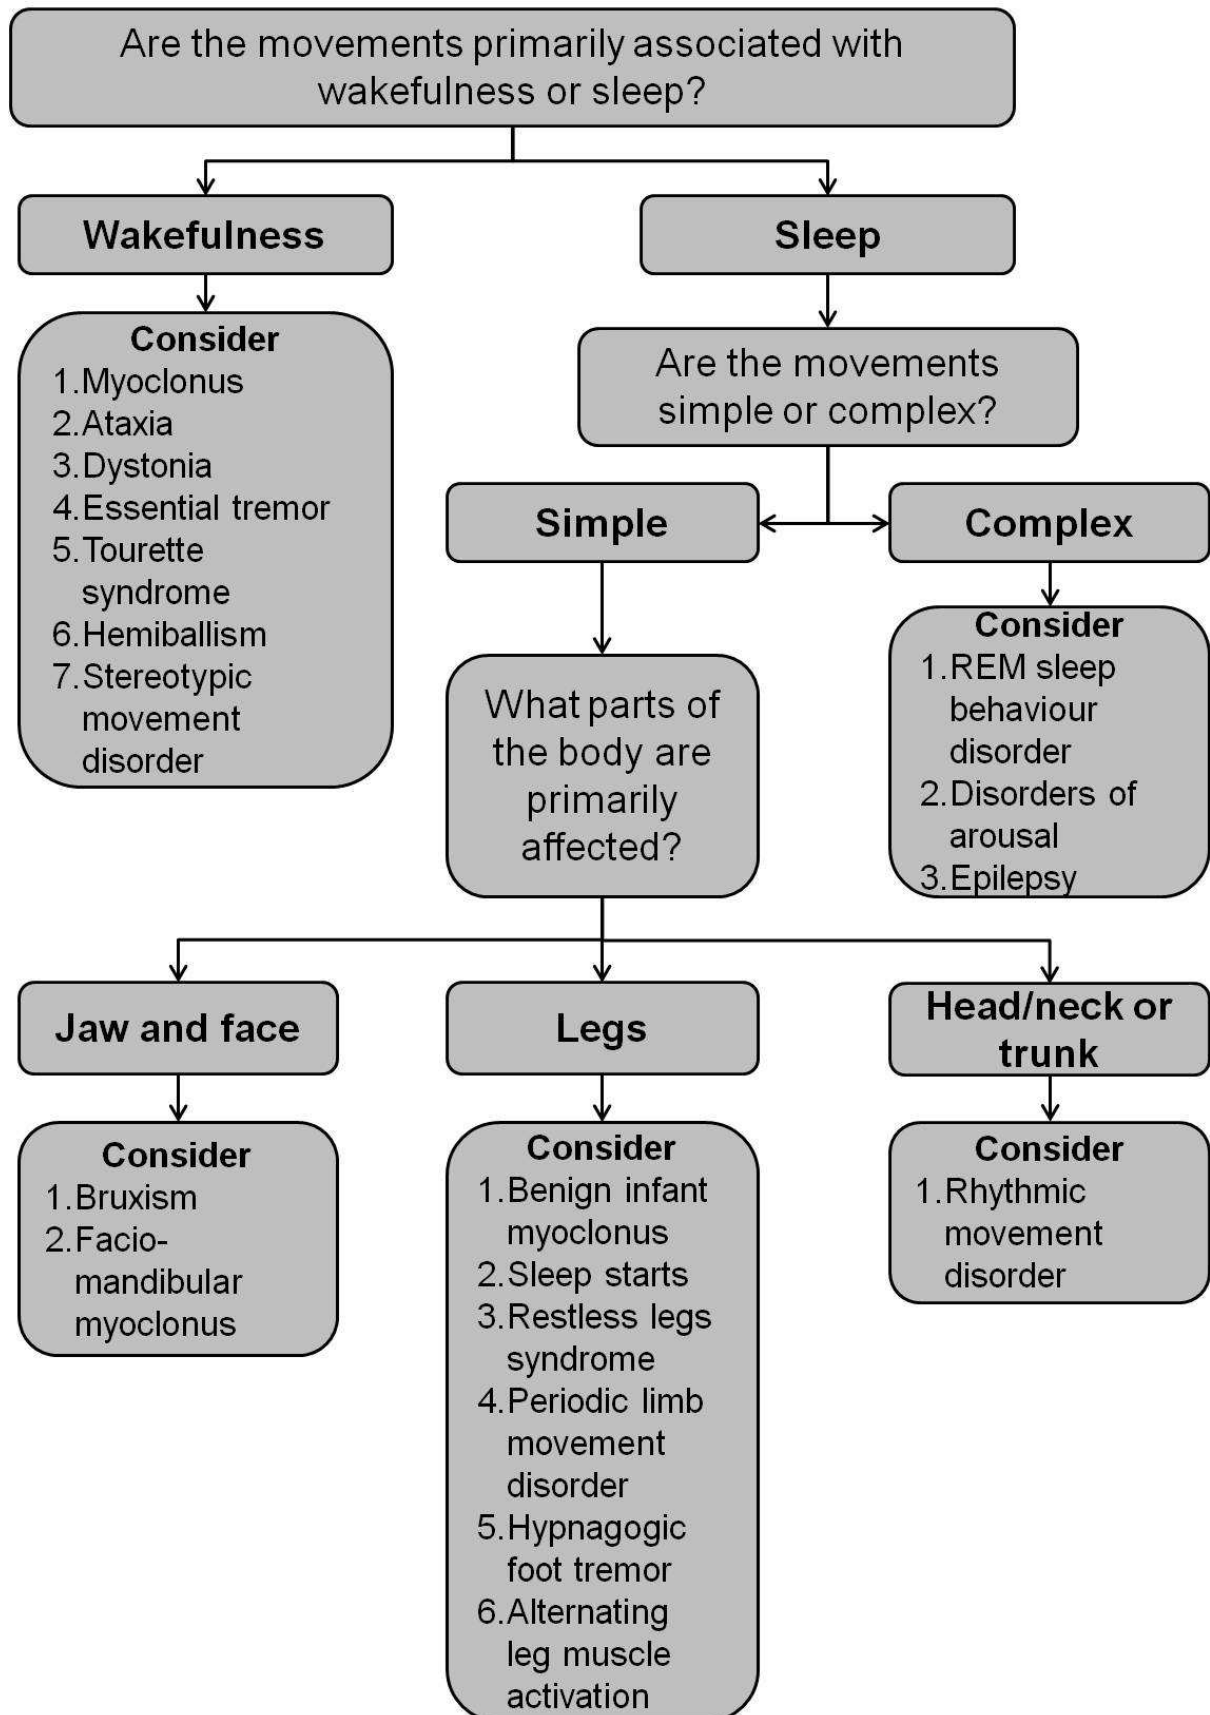 Are the movements primarily associated with
wakefulness or sleep?
Wakefulness
Sleep
Consider
1.Myoclonus
2.Ataxia
3.Dystonia
4.Essential tremor
5.Tourette
syndrome
6.Hemiballism
7.Stereotypic
movement
disorder
Are the movements
simple or complex?
Simple
Complex
Consider
1.REM sleep
behaviour
disorder
2.Disorders of
arousal
3.Epilepsy
What parts of
the body are
primarily
affected?
Jaw and face
Legs
Head/neck or
trunk
Consider
1.Bruxism
2.Facio-
mandibular
myoclonus
Consider
1.Benign infant
myoclonus
2.Sleep starts
3.Restless legs
syndrome
4.Periodic limb
movement
disorder
5.Hypnagogic
foot tremor
6.Alternating
leg muscle
activation
Consider
1.Rhythmic
movement
disorder